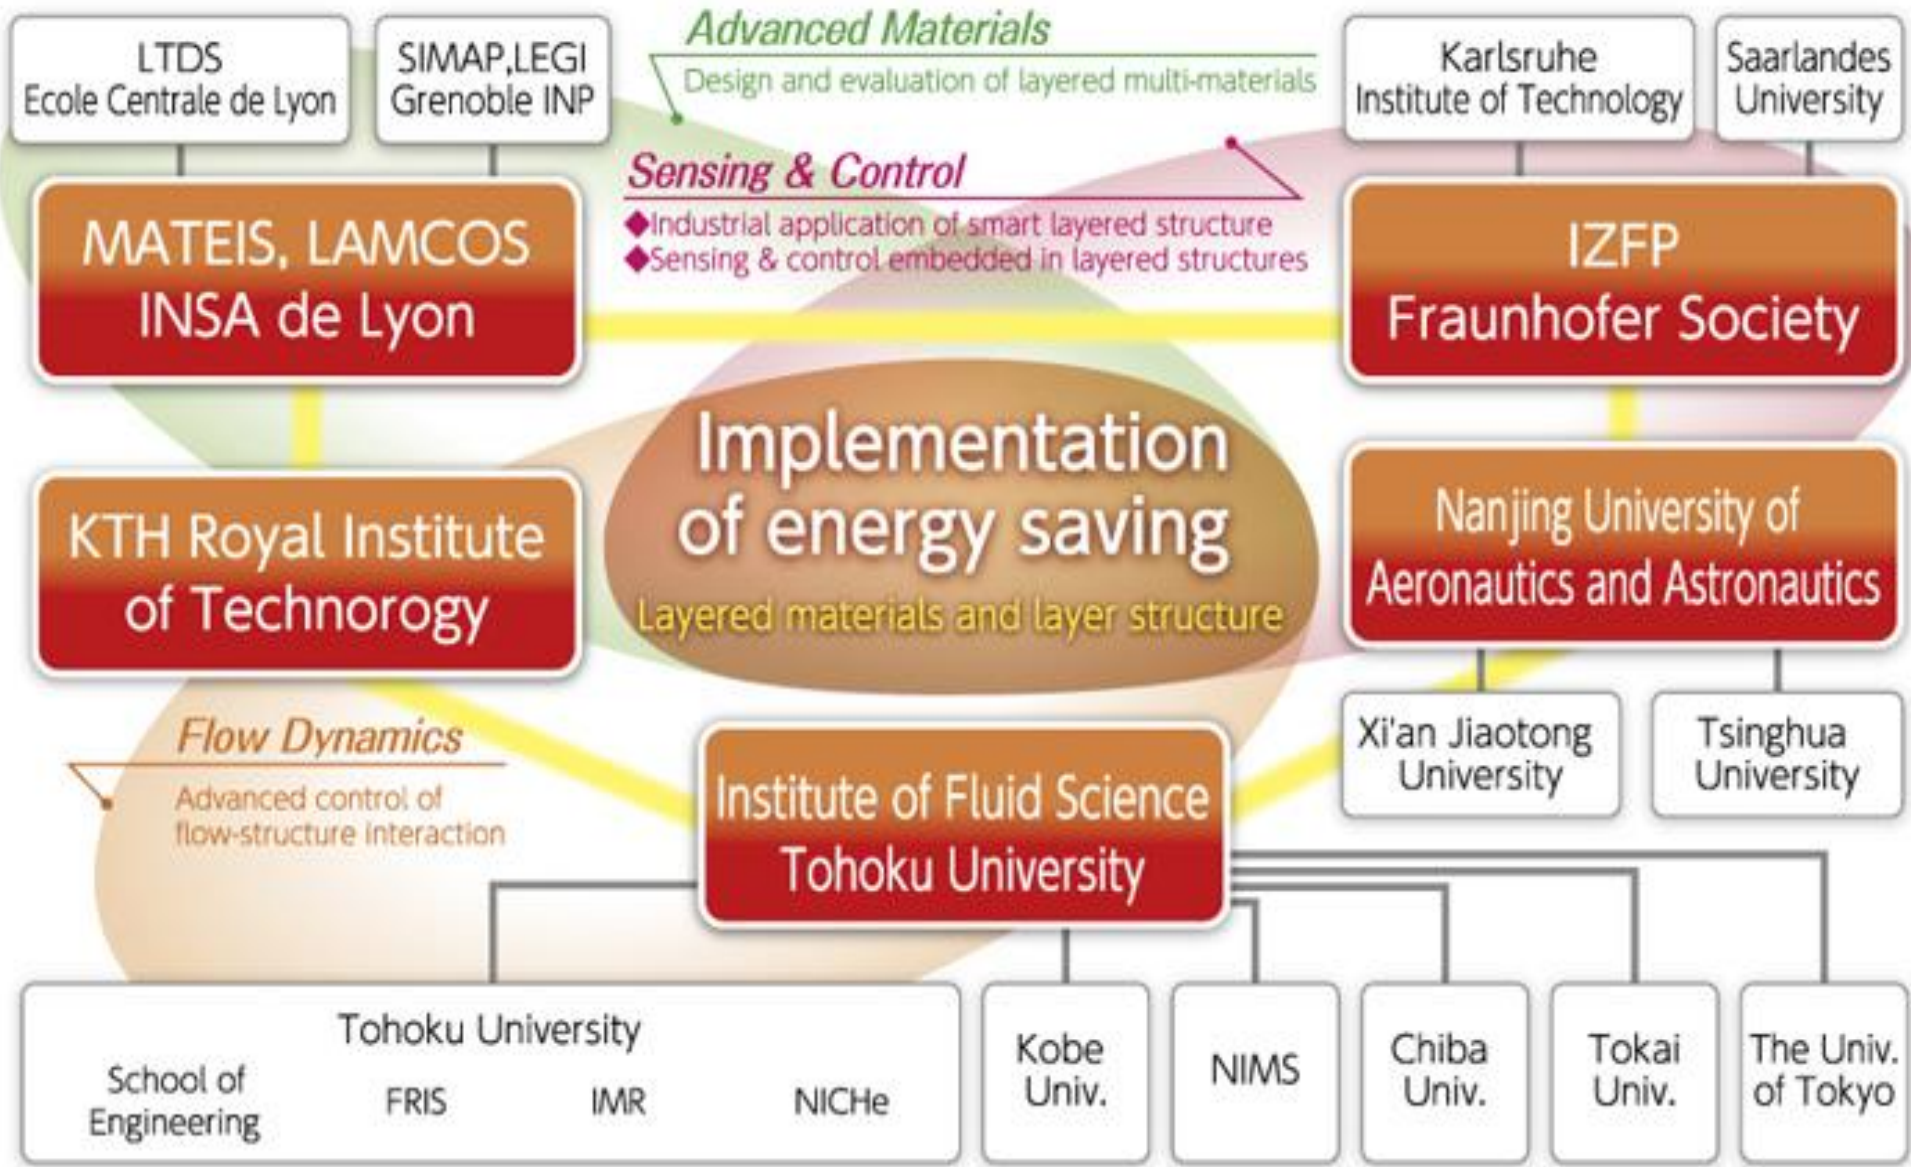 LTDS
Ecole Centrale de Lyon
SIMAP,LEGI
Grenoble INP
Advanced Materials
Design and evaluation of layered multi-materials
Karlsruhe
Institute of Technology
Saarlandes
University
Sensing & Control
◆Industrial application of smart layered structure
◆Sensing & control embedded in layered structures
MATEIS, LAMCOS
INSA de Lyon
IZFP
Fraunhofer Society
Implementation
of energy saving
Layered materials and layer structure
KTH Royal Institute
of Technorogy
Nanjing University of
Aeronautics and Astronautics
Flow Dynamics
Advanced control of
flow-structure interaction
Institute of Fluid Science
Tohoku University
Xi'an Jiaotong
University
Tsinghua
University
Tohoku University
School of
Engineering
FRIS
IMR
NICHe
Kobe
Univ.
NIMS
Chiba
Univ.
Tokai
Univ.
The Univ.
of Tokyo